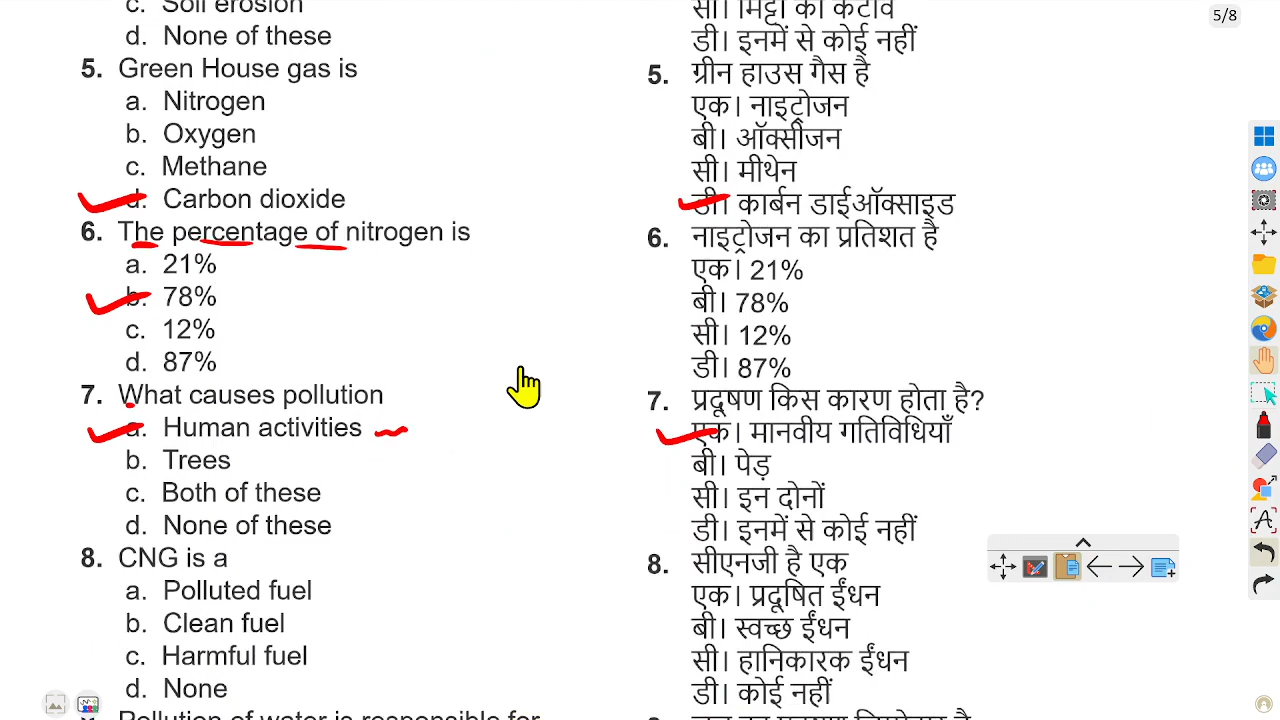 c. Soil erosion
d. None of these
5. Green House gas is
a. Nitrogen
b. Oxygen
c. Methane
d. Carbon dioxide
6. The percentage of nitrogen is
a. 21%
b. 78%
c. 12%
d. 87%
7. What causes pollution
a. Human activities
b. Trees
c. Both of these
d. None of these
8. CNG is a
a. Polluted fuel
b. Clean fuel
c. Harmful fuel
d. None
Pollution of water is responsible for
सी। मिट्टी का कटाव
डी। इनमें से कोई नहीं
5. ग्रीन हाउस गैस है
एक। नाइट्रोजन
बी। ऑक्सीजन
सी। मीथेन
डी। कार्बन डाईऑक्साइड
6. नाइट्रोजन का प्रतिशत है
एक। 21%
बी। 78%
सी। 12%
डी। 87%
7. प्रदूषण किस कारण होता है?
एक। मानवीय गतिविधियाँ
बी। पेड़
सी। इन दोनों
डी। इनमें से कोई नहीं
8. सीएनजी है एक
एक। प्रदूषित ईंधन
बी। स्वच्छ ईंधन
सी। हानिकारक ईंधन
डी। कोई नहीं
5/8